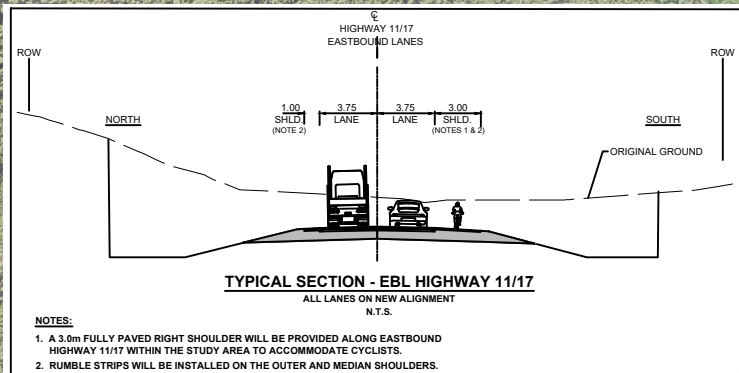 ℄
HIGHWAY 11/17
EASTBOUND LANES
ROW
ROW
1.00
3.75
3.75
3.00
SHLD.
LANE
LANE
SHLD.
(NOTE 2)
(NOTES 1 & 2)
NORTH
SOUTH
ORIGINAL GROUND
TYPICAL SECTION - EBL HIGHWAY 11/17
ALL LANES ON NEW ALIGNMENT
N.T.S.
NOTES:
1. A 3.0m FULLY PAVED RIGHT SHOULDER WILL BE PROVIDED ALONG EASTBOUND
HIGHWAY 11/17 WITHIN THE STUDY AREA TO ACCOMMODATE CYCLISTS.
2. RUMBLE STRIPS WILL BE INSTALLED ON THE OUTER AND MEDIAN SHOULDERS.